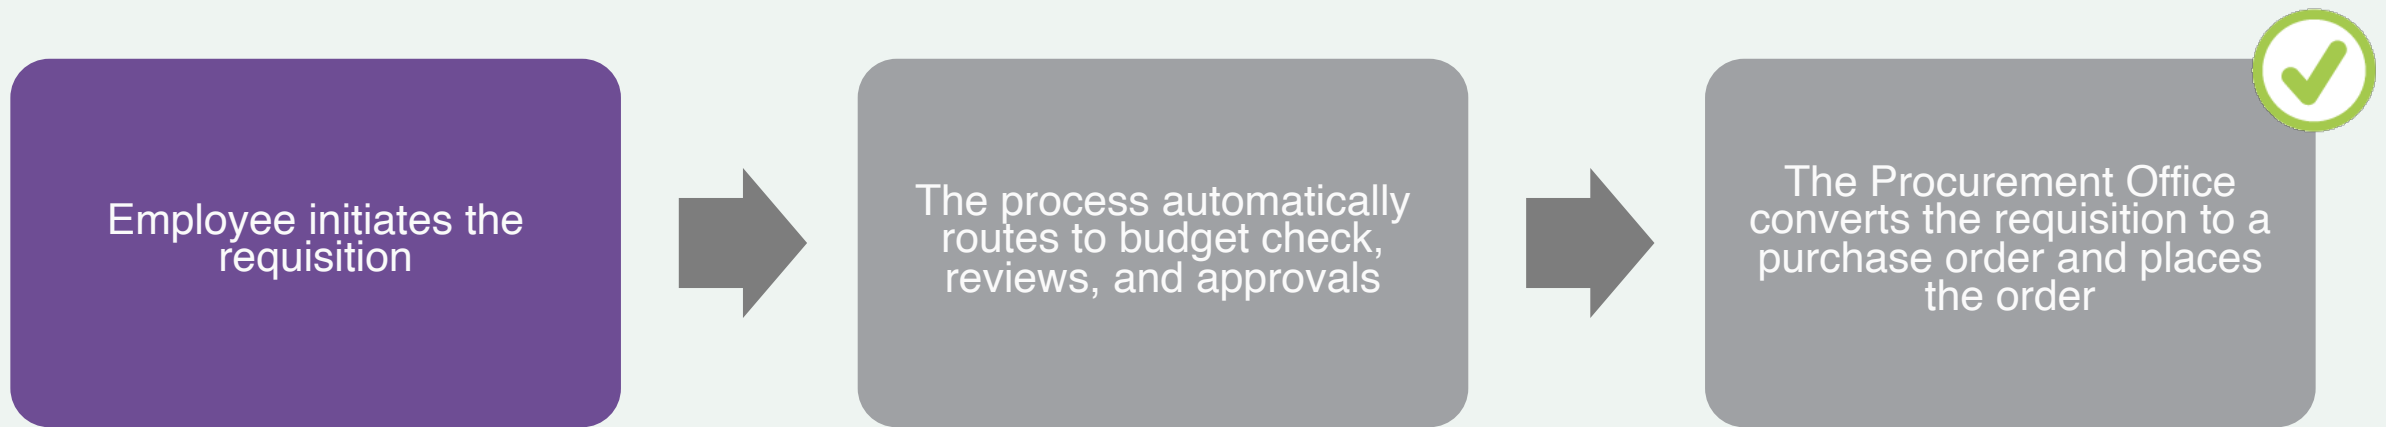 Employee initiates the
requisition
The process automatically
routes to budget check,
reviews, and approvals
The Procurement Office
converts the requisition to a
purchase order and places
the order